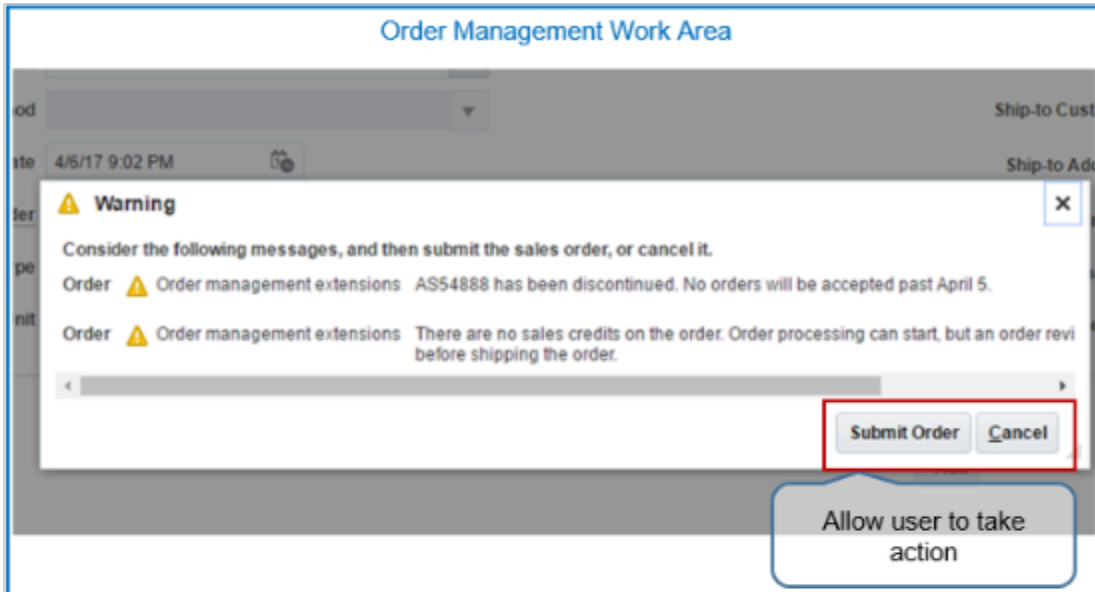 Order Management Work Area
Ship-to Cust
4/6/17 9:02 PM
Warning
Consider the following messages, and then submit the sales order, or cancel it.
Order Order management extensions AS54888 has been discontinued. No orders will be accepted past April 5.
Order Order management extensions There are no sales credits on the order. Order processing can start, but an order revi
before shipping the order.
Submit Order Cancel
Allow user to take
action